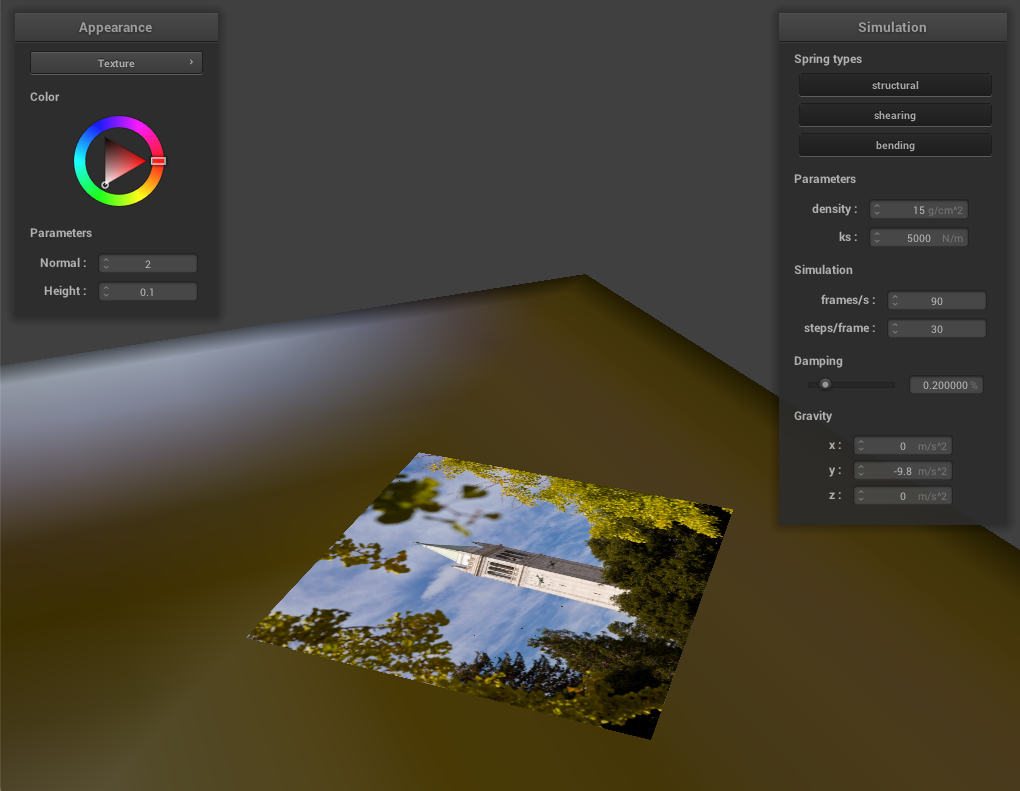 Appearance
Texture
Color
Parameters
Normal : 2
Height : 0.1
Simulation
Spring types
structural
shearing
bending
Parameters
density : 15 g/cm^2
ks : 5000 N/m
Simulation
frames/s : 90
steps/frame : 30
Damping
0.200000 %
Gravity
x : 0 m/s^2
y : -9.8 m/s^2
z : 0 m/s^2